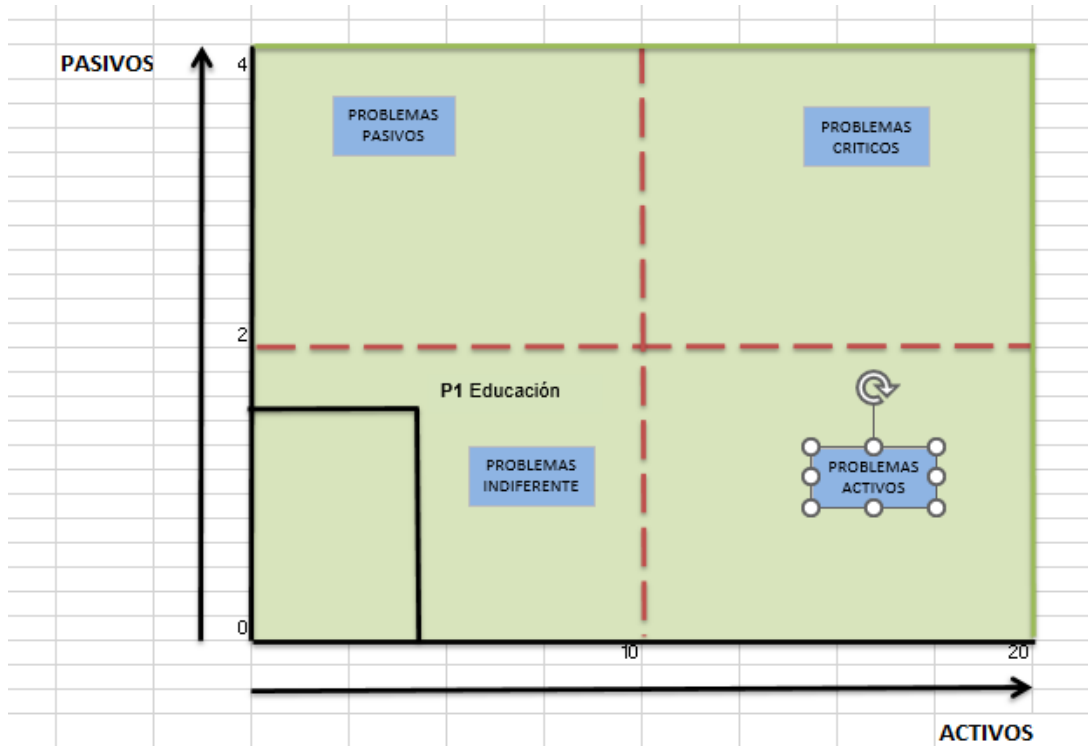 PASIVOS
4
PROBLEMAS
PASIVOS
PROBLEMAS
CRITICOS
2
P1 Educación
PROBLEMAS
INDIFERENTE
PROBLEMAS
ACTIVOS
0
10
20
ACTIVOS